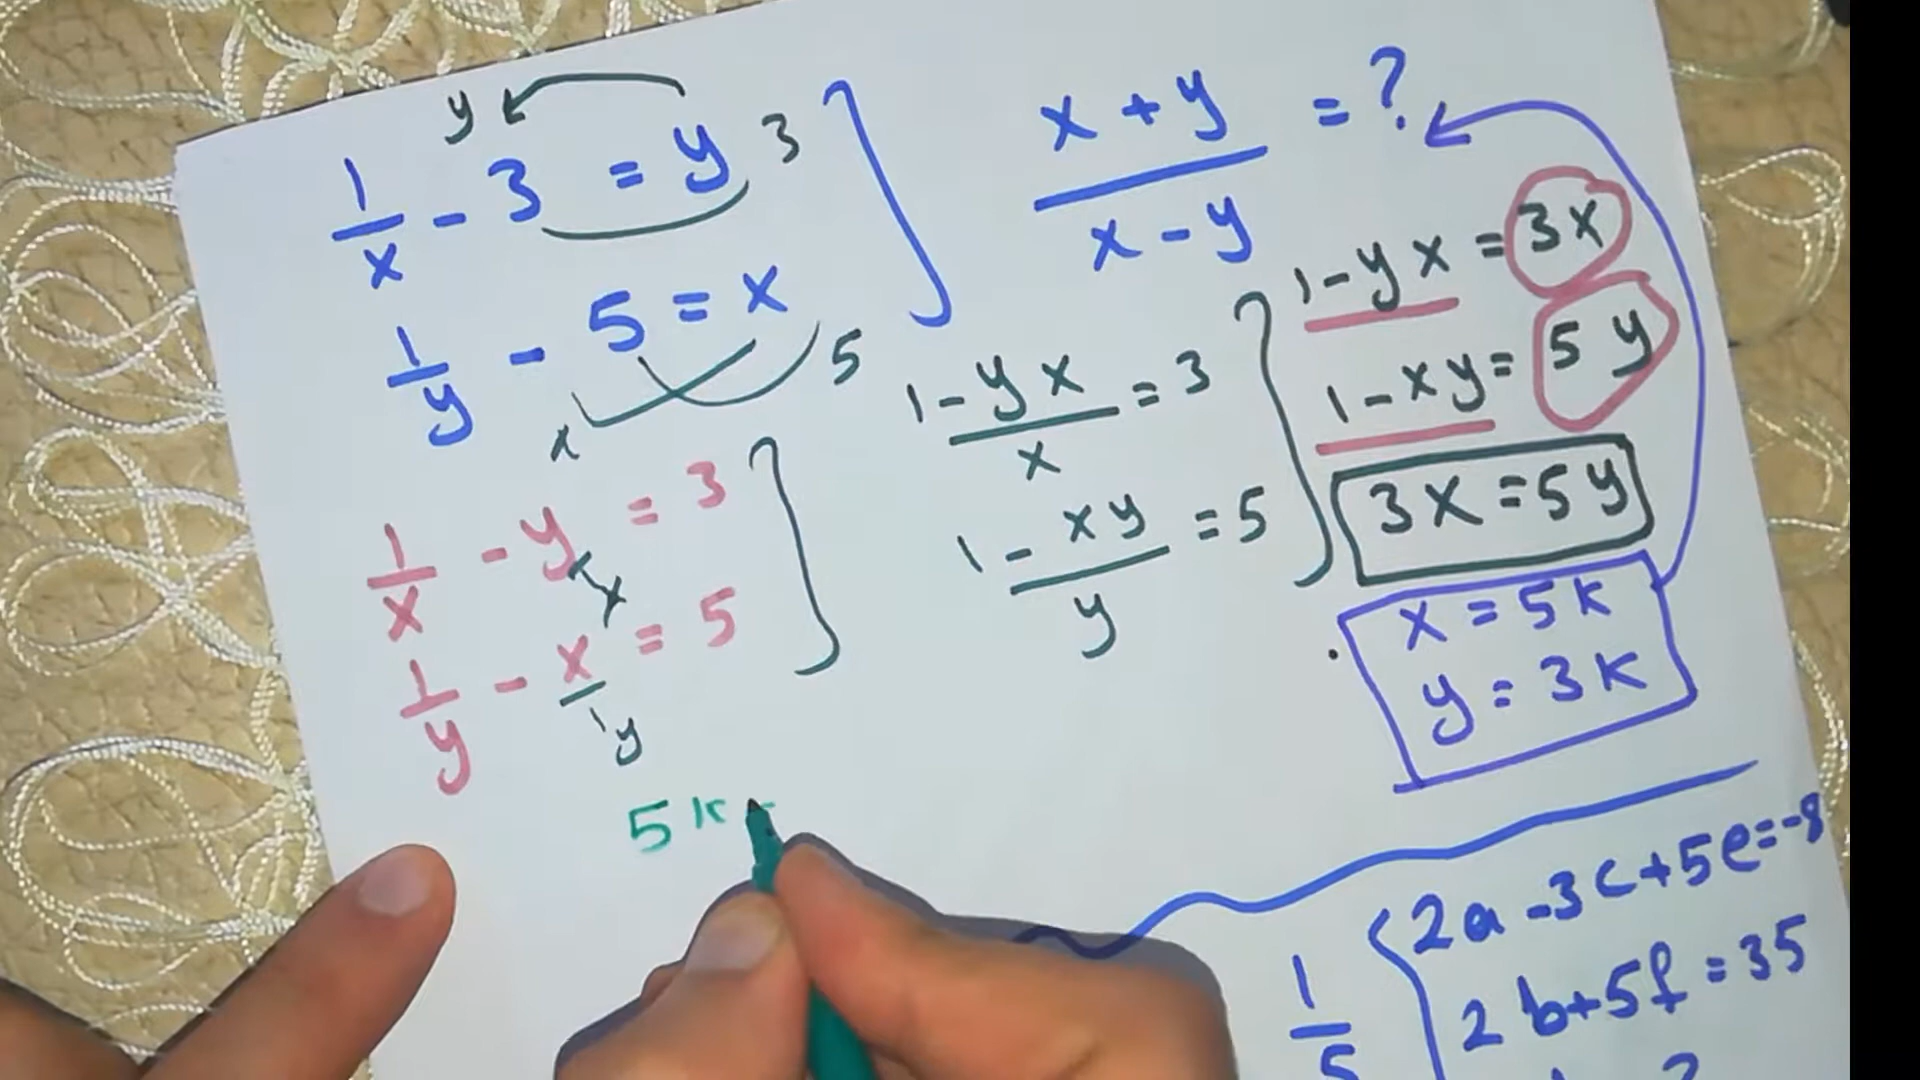 y
1/x - 3 = y 3
1/y - 5 = x 5
x
x + y / x - y = ?
1/x - y = 3
x
1/y - x = 5
y
1 - yx / x = 3
1 - xy / y = 5
1 - yx = 3x
1 - xy = 5y
3x = 5y
x = 5k
y = 3k
5k
2a - 3c + 5e = -8
2b + 5f = 35
1/5